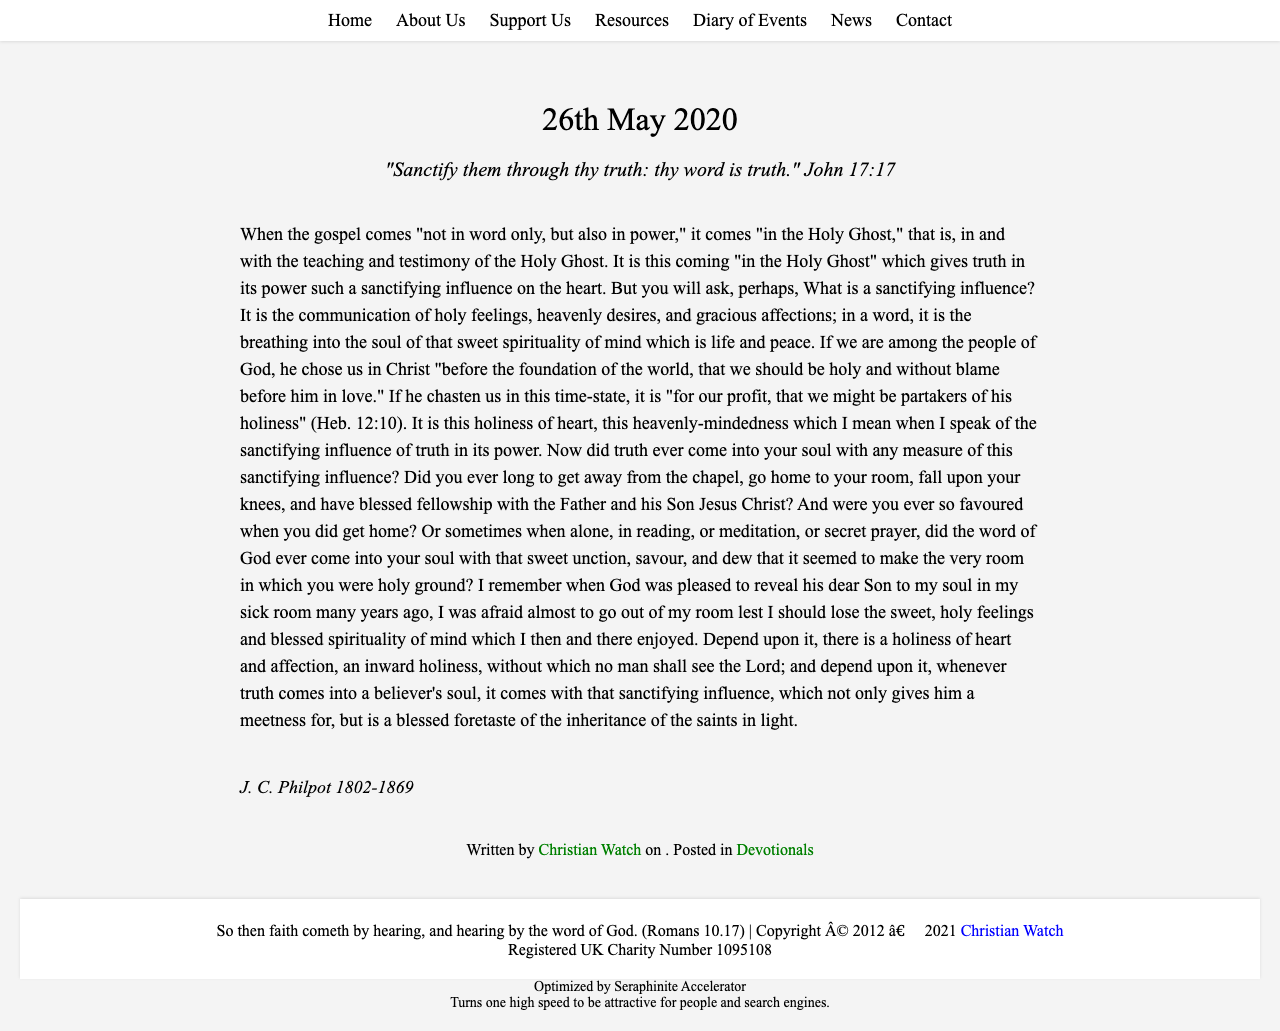 Home About Us Support Us Resources Diary of Events News Contact
26th May 2020
"Sanctify them through thy truth: thy word is truth." John 17:17
When the gospel comes "not in word only, but also in power," it comes "in the Holy Ghost," that is, in and
with the teaching and testimony of the Holy Ghost. It is this coming "in the Holy Ghost" which gives truth in
its power such a sanctifying influence on the heart. But you will ask, perhaps, What is a sanctifying influence?
It is the communication of holy feelings, heavenly desires, and gracious affections; in a word, it is the
breathing into the soul of that sweet spirituality of mind which is life and peace. If we are among the people of
God, he chose us in Christ "before the foundation of the world, that we should be holy and without blame
before him in love." If he chasten us in this time-state, it is "for our profit, that we might be partakers of his
holiness" (Heb. 12:10). It is this holiness of heart, this heavenly-mindedness which I mean when I speak of the
sanctifying influence of truth in its power. Now did truth ever come into your soul with any measure of this
sanctifying influence? Did you ever long to get away from the chapel, go home to your room, fall upon your
knees, and have blessed fellowship with the Father and his Son Jesus Christ? And were you ever so favoured
when you did get home? Or sometimes when alone, in reading, or meditation, or secret prayer, did the word of
God ever come into your soul with that sweet unction, savour, and dew that it seemed to make the very room
in which you were holy ground? I remember when God was pleased to reveal his dear Son to my soul in my
sick room many years ago, I was afraid almost to go out of my room lest I should lose the sweet, holy feelings
and blessed spirituality of mind which I then and there enjoyed. Depend upon it, there is a holiness of heart
and affection, an inward holiness, without which no man shall see the Lord; and depend upon it, whenever
truth comes into a believer's soul, it comes with that sanctifying influence, which not only gives him a
meetness for, but is a blessed foretaste of the inheritance of the saints in light.
J. C. Philpot 1802-1869
Written by Christian Watch on . Posted in Devotionals
So then faith cometh by hearing, and hearing by the word of God. (Romans 10.17) | Copyright Â© 2012 â€ 2021 Christian Watch
Registered UK Charity Number 1095108
Optimized by Seraphinite Accelerator
Turns one high speed to be attractive for people and search engines.